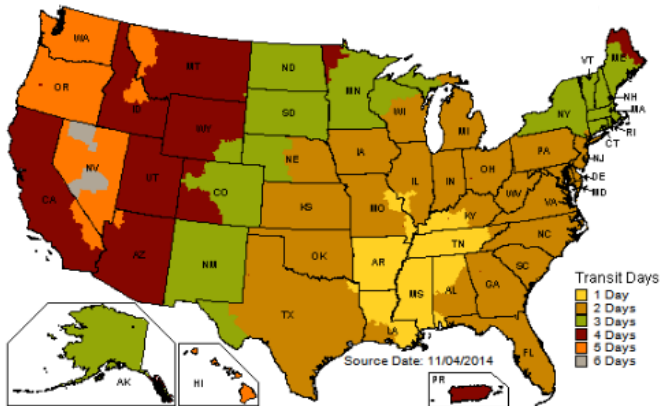 WA
OR
CA
NV
ID
MT
WY
UT
AZ
CO
NM
ND
SD
NE
KS
OK
TX
MN
IA
MO
AR
LA
WI
IL
MS
MI
IN
KY
TN
AL
OH
WV
GA
FL
SC
NC
VA
PA
NY
VT
ME
NH
MA
RI
CT
NJ
DE
MD
AK
HI
PR
Transit Days
1 Day
2 Days
3 Days
4 Days
5 Days
6 Days
Source Date: 11/04/2014